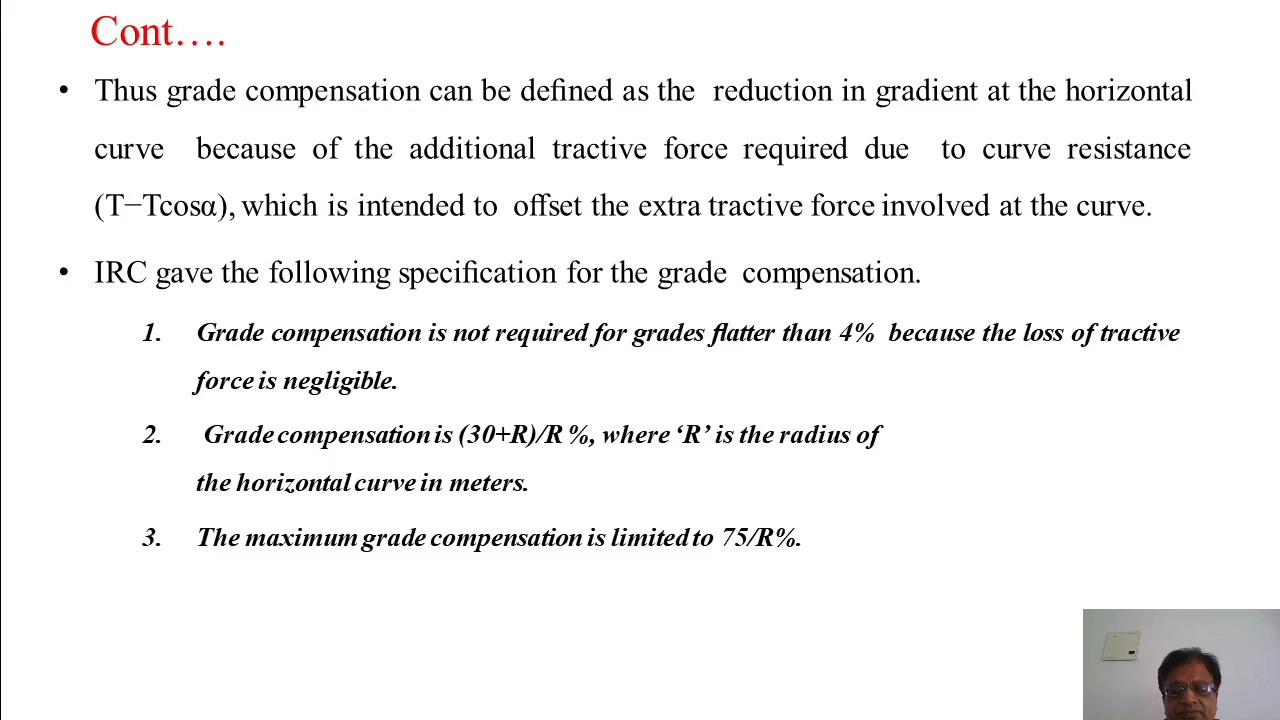 Cont….
• Thus grade compensation can be defined as the reduction in gradient at the horizontal
curve because of the additional tractive force required due to curve resistance
(T−Tcosα), which is intended to offset the extra tractive force involved at the curve.
• IRC gave the following specification for the grade compensation.
1. Grade compensation is not required for grades flatter than 4% because the loss of tractive
force is negligible.
2. Grade compensation is (30+R)/R %, where ‘R’ is the radius of
the horizontal curve in meters.
3. The maximum grade compensation is limited to 75/R%.